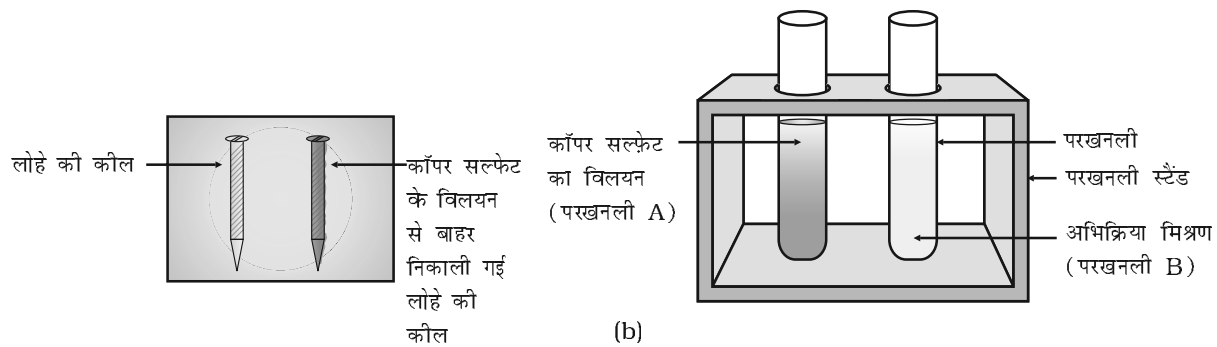 लोहे की कील
कॉपर सल्फेट
के विलयन
से बाहर
निकाली गई
लोहे की
कील
कॉपर सल्फ़ेट
का विलयन
(परखनली A)
परखनली
परखनली स्टैंड
अभिक्रिया मिश्रण
(परखनली B)
(b)